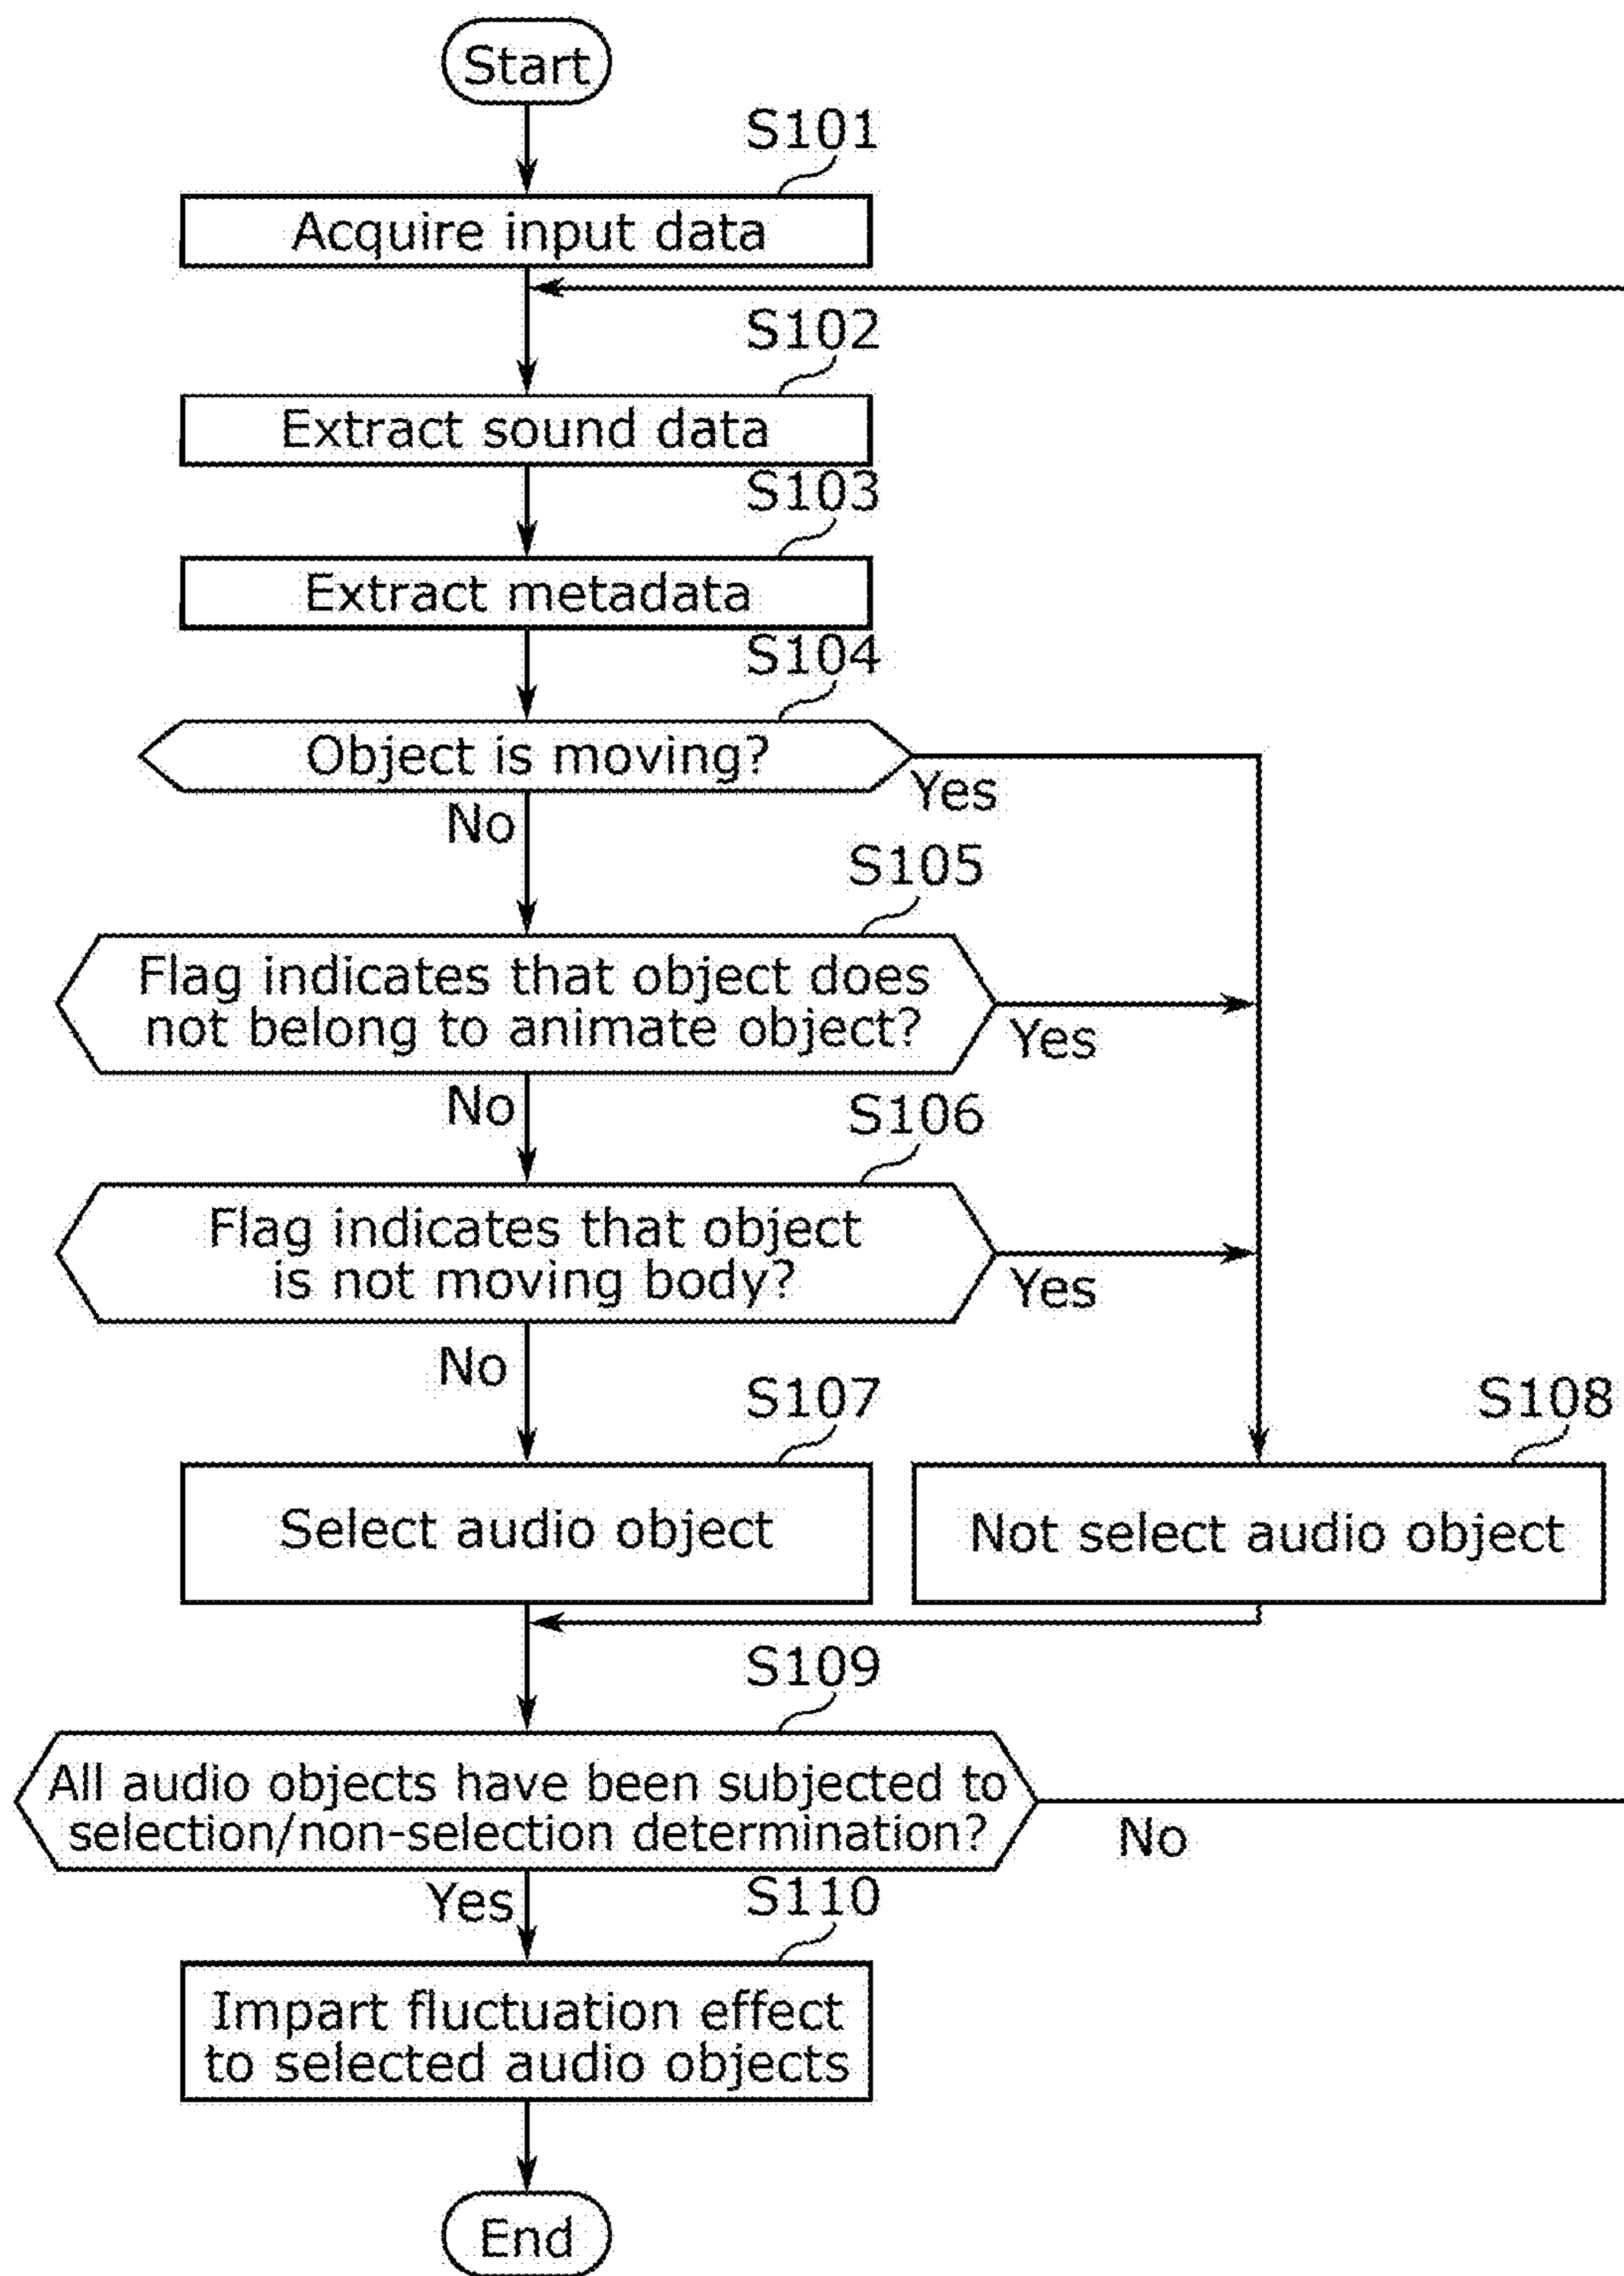 Start
S101
Acquire input data
S102
Extract sound data
S103
Extract metadata
S104
Object is moving?
Yes
No
S105
Flag indicates that object does
not belong to animate object?
Yes
No
S106
Flag indicates that object
is not moving body?
Yes
No
S107
S108
Select audio object
Not select audio object
S109
All audio objects have been subjected to
selection/non-selection determination?
No
Yes
S110
Impart fluctuation effect
to selected audio objects
End